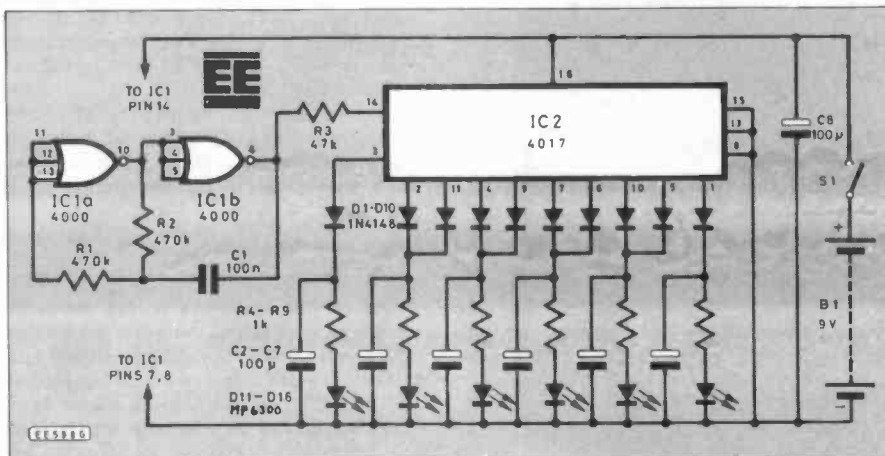 TO IC1
PIN 14
EE
11
12
13
10
3
4
5
6
IC1a
4000
IC1b
4000
R1
470k
R2
470k
C1
100n
R3
47k
14
3
16
IC2
4017
15
13
8
2
11
4
9
7
6
10
5
1
D1-D10
1N4148
R4-R9
1k
C2-C7
100µ
D11-D16
MP6300
C8
100µ
S1
+
B1
9V
-
TO IC1
PINS 7,8
EE598G